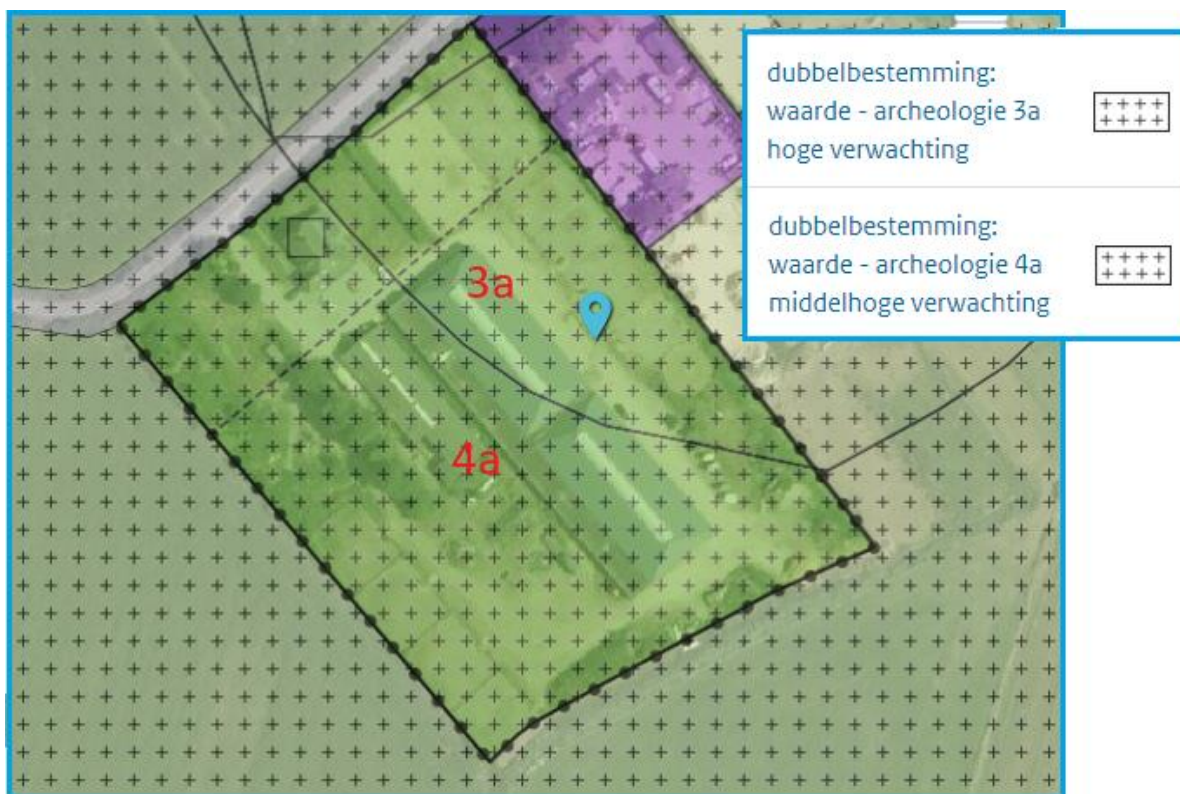 dubbelbestemming:
waarde - archeologie 3a
hoge verwachting
dubbelbestemming:
waarde - archeologie 4a
middelhoge verwachting
3a
4a